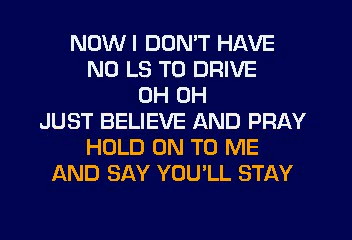 NOW I DON'T HAVE
NO LS TO DRIVE
OH OH
JUST BELIEVE AND PRAY
HOLD ON TO ME
AND SAY YOU'LL STAY